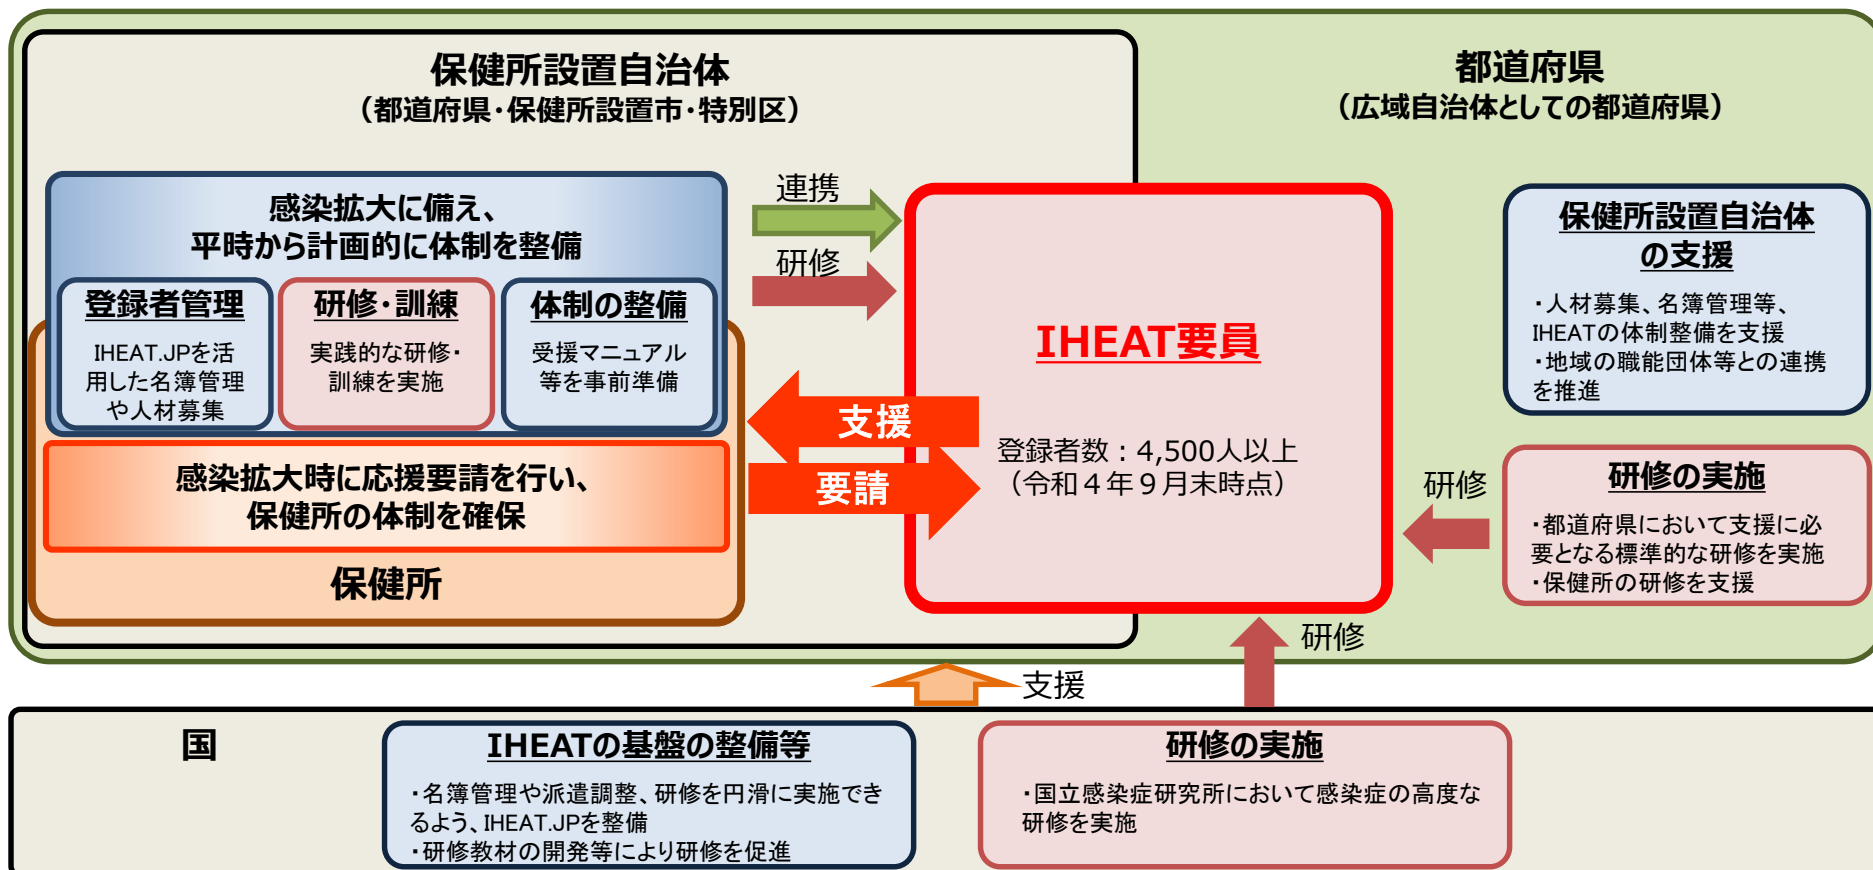 保健所設置自治体
（都道府県・保健所設置市・特別区）
都道府県
（広域自治体としての都道府県）
感染拡大に備え、
平時から計画的に体制を整備
登録者管理
IHEAT.JPを活
用した名簿管理
や人材募集
研修・訓練
実践的な研修・
訓練を実施
体制の整備
受援マニュアル
等を事前準備
感染拡大時に応援要請を行い、
保健所の体制を確保
保健所
連携
研修
支援
要請
IHEAT要員
登録者数：4,500人以上
（令和４年９月末時点）
保健所設置自治体
の支援
・人材募集、名簿管理等、
IHEATの体制整備を支援
・地域の職能団体等との連携
を推進
研修
研修の実施
・都道府県において支援に必
要となる標準的な研修を実施
・保健所の研修を支援
研修
支援
国
IHEATの基盤の整備等
・名簿管理や派遣調整、研修を円滑に実施でき
るよう、IHEAT.JPを整備
・研修教材の開発等により研修を促進
研修の実施
・国立感染症研究所において感染症の高度な
研修を実施